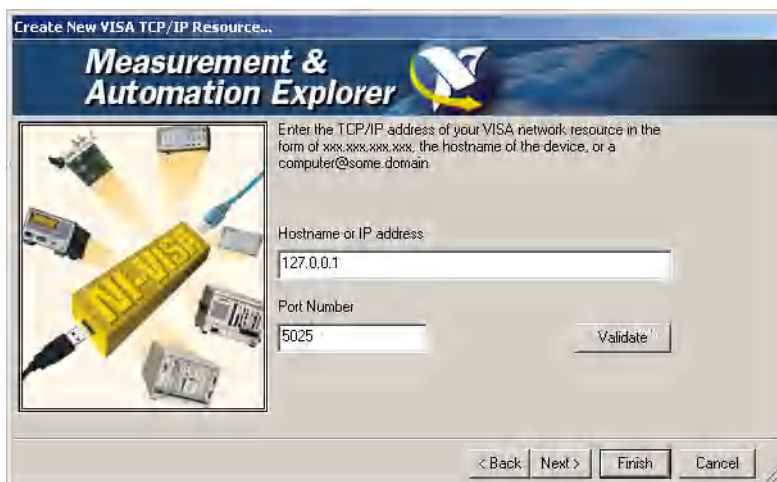 Create New VISA TCP/IP Resource...
Measurement &
Automation Explorer
Enter the TCP/IP address of your VISA network resource in the
form of xxx.xxx.xxx.xxx, the hostname of the device, or a
computer@some.domain.
NI-VISA
Hostname or IP address
127.0.0.1
Port Number
5025
Validate
< Back
Next >
Finish
Cancel